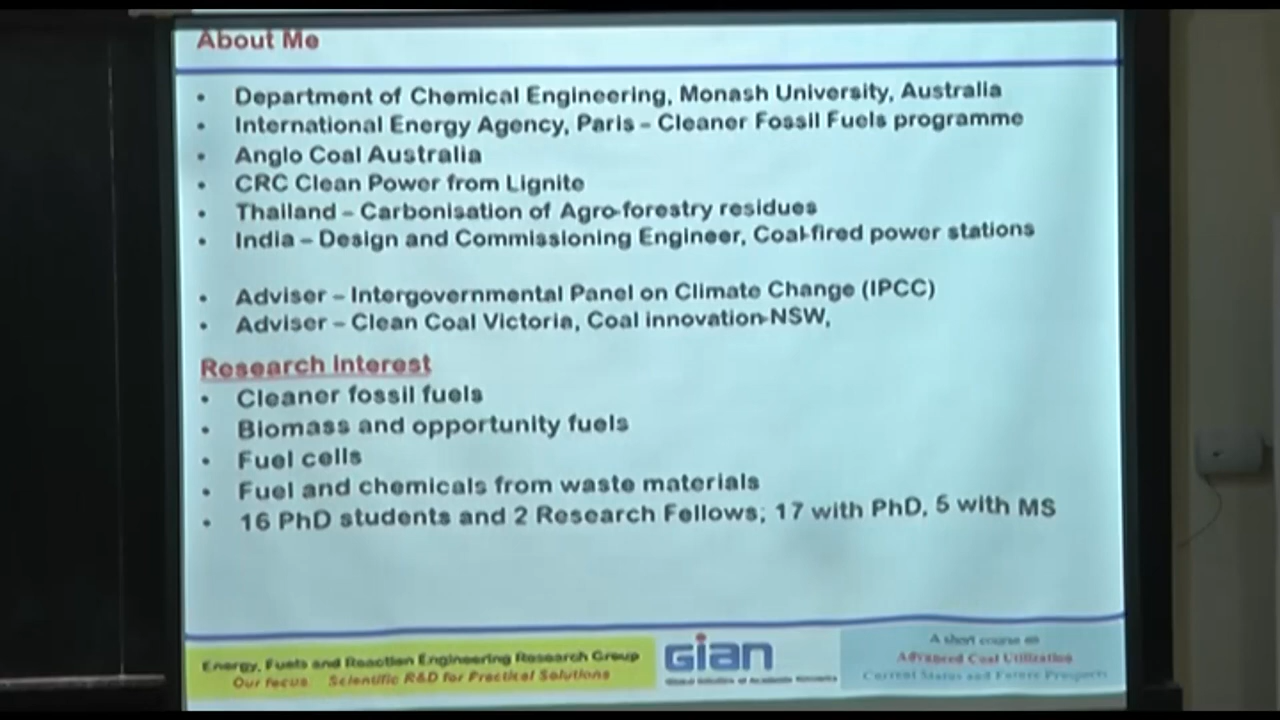 About Me
• Department of Chemical Engineering, Monash University, Australia
• International Energy Agency, Paris – Cleaner Fossil Fuels programme
• Anglo Coal Australia
• CRC Clean Power from Lignite
• Thailand – Carbonisation of Agro-forestry residues
• India – Design and Commissioning Engineer, Coal-fired power stations
• Adviser – Intergovernmental Panel on Climate Change (IPCC)
• Adviser – Clean Coal Victoria, Coal innovation-NSW,
Research Interest
• Cleaner fossil fuels
• Biomass and opportunity fuels
• Fuel cells
• Fuel and chemicals from waste materials
• 16 PhD students and 2 Research Fellows; 17 with PhD, 5 with MS
Energy, Fuels and Reaction Engineering Research Group
Our focus Scientific R&D for Practical Solutions
Gian
Global Initiative of Academic Networks
A short course on
Advanced Coal Utilization
Current Status and Future Prospects